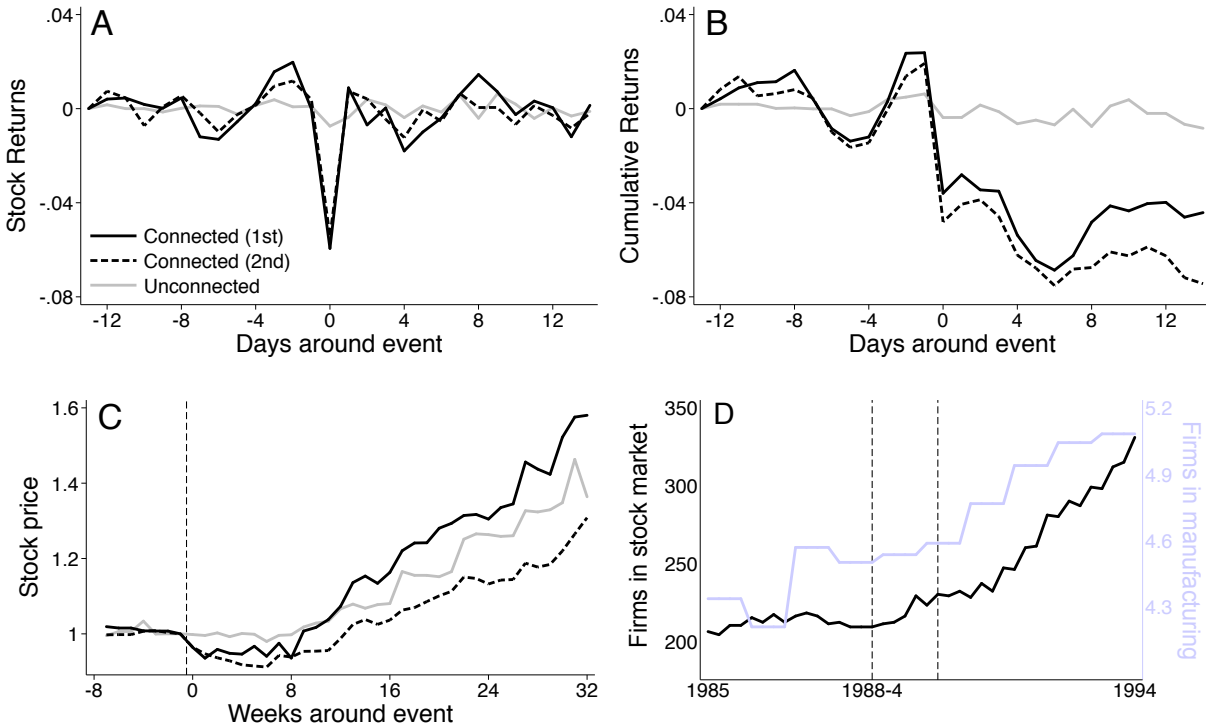 A
Stock Returns
.04
0
-.04
-.08
Connected (1st)
Connected (2nd)
Unconnected
-12 -8 -4 0 4 8 12
Days around event
B
Cumulative Returns
.04
0
-.04
-.08
-12 -8 -4 0 4 8 12
Days around event
C
Stock price
1.6
1.4
1.2
1
-8 0 8 16 24 32
Weeks around event
D
Firms in stock market
350
300
250
200
5.2
4.9
4.6
4.3
Firms in manufacturing
1985 1988-4 1994